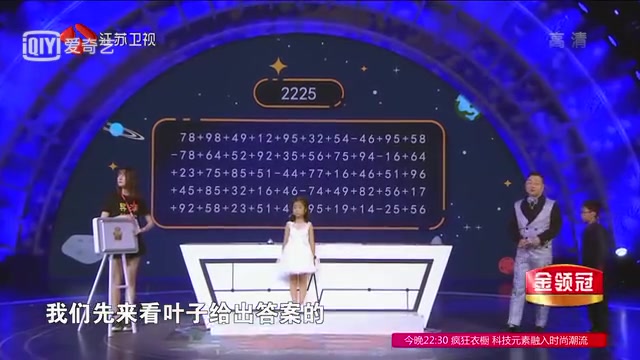 iQIYI 爱奇艺 江苏卫视
高清
2225
78+98+49+12+95+32+54-46+95+58
-78+64+52+92+35+56+75+94-16+64
+23+75+85+51-44+77+16+46+51+96
+45+85+32+16+46-74+49+82+56+17
+92+58+23+51+4 95+19+14-25+56
金领冠
我们先来看叶子给出答案的
今晚22:30 疯狂衣橱 科技元素融入时尚潮流